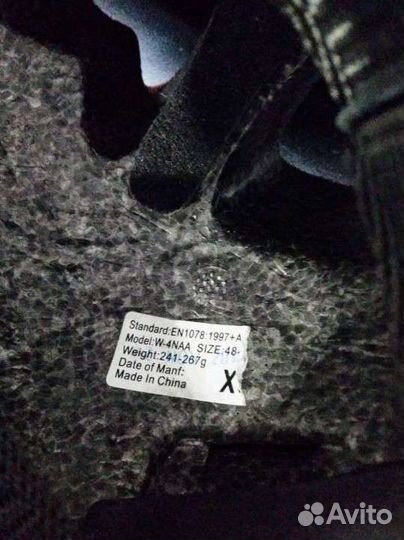 Standard:EN1078:1997+A
Model:W-4NAA SIZE:48-
Weight:241-267g
Date of Manf:
Made In China
X
Avito